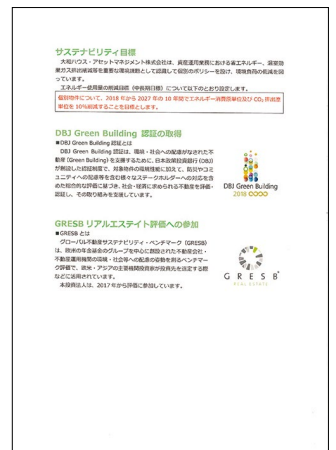 サステナビリティ目標
大和ハウス・アセットマネジメント株式会社は、資産運用業務における省エネルギー、温室効
果ガス排出削減等を重要な環境活動として認識して個別のポリシーを設け、環境負荷の低減を図
っています。
エネルギー使用量の削減目標（中長期目標）について以下のとおり設定します。
個別物件について、2018年から2027年の10年間でエネルギー消費原単位及びCO₂排出原
単位を10％削減することを目標とします。
DBJ Green Building 認証の取得
■DBJ Green Building 認証とは
DBJ Green Building 認証は、環境・社会への配慮がなされた不
動産（Green Building）を支援するために、日本政策投資銀行（DBJ）
が創設した認証制度で、対象物件の環境性能に加えて、防災やコミ
ュニティへの配慮等を含む様々なステークホルダーへの対応を含
めた総合的な評価に基づき、社会・経済に求められる不動産を評価・
認証し、その取り組みを支援しています。
DBJ Green Building
2018
GRESB リアルエステイト評価への参加
■GRESB とは
グローバル不動産サステナビリティ・ベンチマーク（GRESB）
は、欧州の年金基金のグループを中心に創設された不動産会社・
不動産運用機関の環境・社会等への配慮の姿勢を測るベンチマー
ク評価で、欧米・アジアの主要機関投資家が投資先を選定する際
などに活用されています。
本投資法人は、2017年から評価に参加しています。
G R E S B
REAL ESTATE